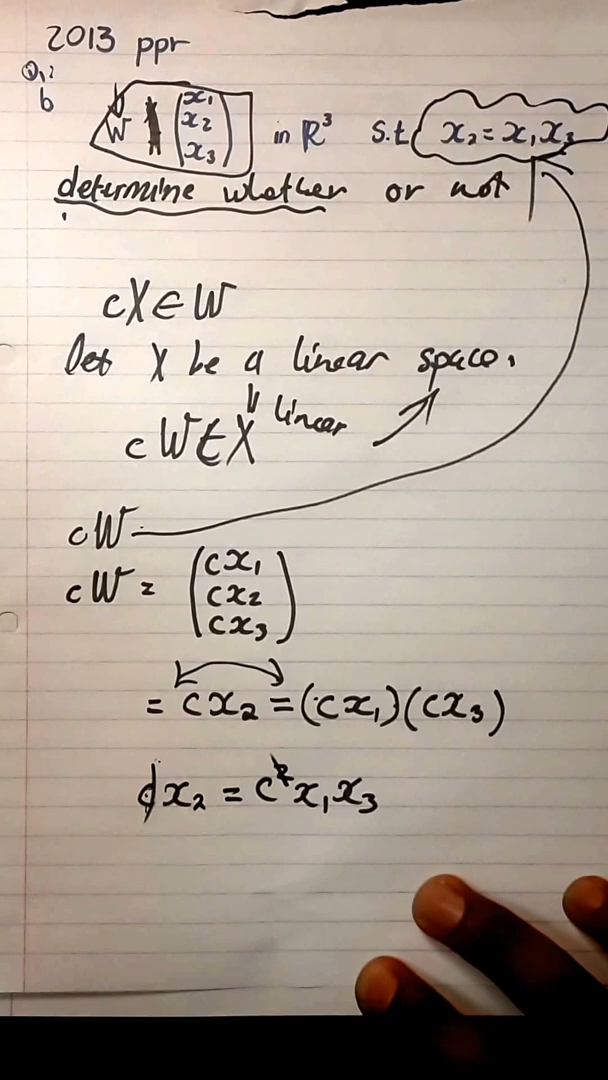 2013 ppr
Q1:
b
W (x₁ x₂ x₃) in ℝ³ s.t x₂ = x₁x₃
determine whether or not
cX ∈ W
Let X be a linear space.
linear
cW ∈ X
cW
cW = (cx₁ cx₂ cx₃)
= cx₂ = (cx₁)(cx₃)
x₂ = c x₁x₃